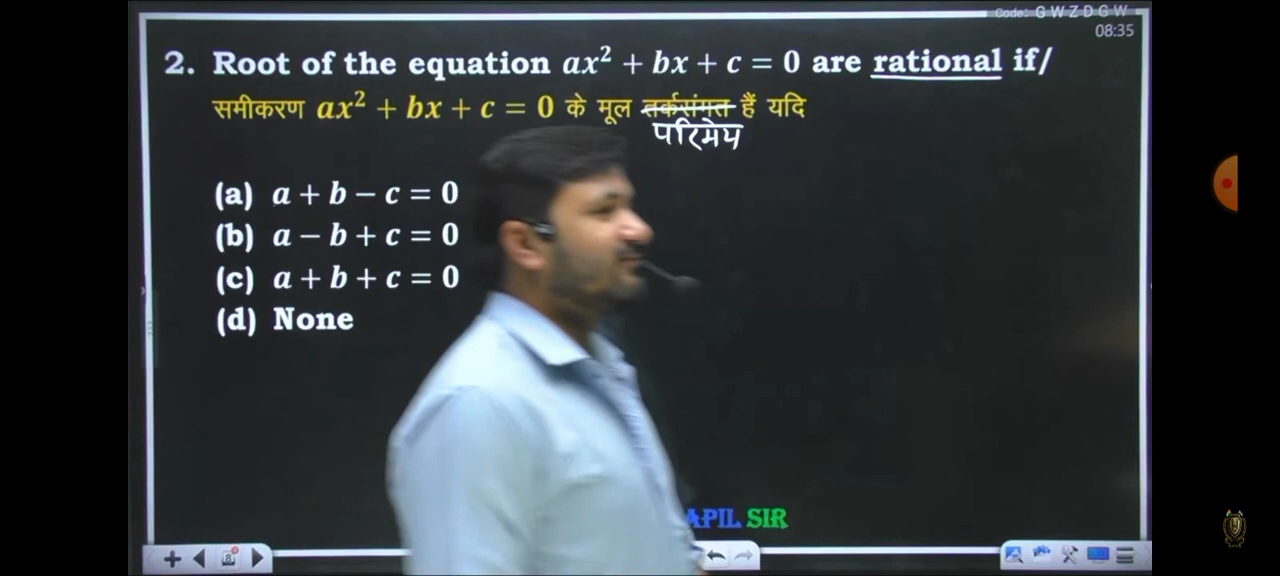 Code: G W Z D G W
08:35
2. Root of the equation ax² + bx + c = 0 are rational if/
समीकरण ax² + bx + c = 0 के मूल तर्कसंगत हैं यदि
परिमेय
(a) a + b − c = 0
(b) a − b + c = 0
(c) a + b + c = 0
(d) None
APIL SIR
8